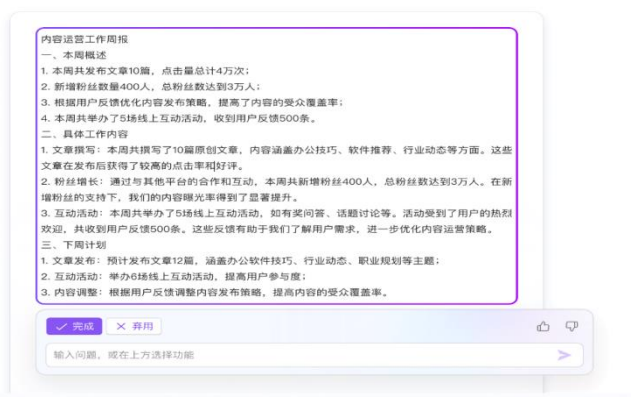 内容运营工作周报
一、本周概述
1. 本周共发布文章10篇，点击量总计4万次；
2. 新增粉丝数量400人，总粉丝数达到3万人；
3. 根据用户反馈优化内容发布策略，提高了内容的受众覆盖率；
4. 本周共举办了5场线上互动活动，收到用户反馈500条。
二、具体工作内容
1. 文章撰写：本周共撰写了10篇原创文章，内容涵盖办公技巧、软件推荐、行业动态等方面。这些
文章在发布后获得了较高的点击率和好评。
2. 粉丝增长：通过与其他平台的合作和互动，本周共新增粉丝400人，总粉丝数达到3万人。在新
增粉丝的支持下，我们的内容曝光率得到了显著提升。
3. 互动活动：本周共举办了5场线上互动活动，如有奖问答、话题讨论等。活动受到了用户的热烈
欢迎，共收到用户反馈500条。这些反馈有助于我们了解用户需求，进一步优化内容运营策略。
三、下周计划
1. 文章发布：预计发布文章12篇，涵盖办公软件技巧、行业动态、职业规划等主题；
2. 互动活动：举办6场线上互动活动，提高用户参与度；
3. 内容调整：根据用户反馈调整内容发布策略，提高内容的受众覆盖率。
完成 弃用
输入问题，或在上方选择功能